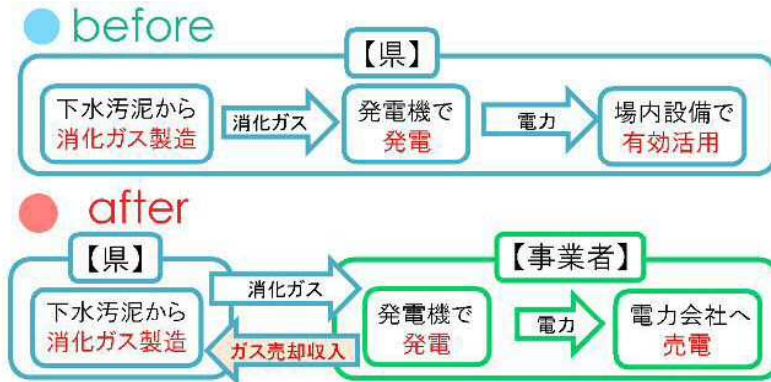 before
【県】
下水汚泥から
消化ガス製造
消化ガス
発電機で
発電
電力
場内設備で
有効活用
after
【県】
下水汚泥から
消化ガス製造
消化ガス
ガス売却収入
【事業者】
発電機で
発電
電力
電力会社へ
売電